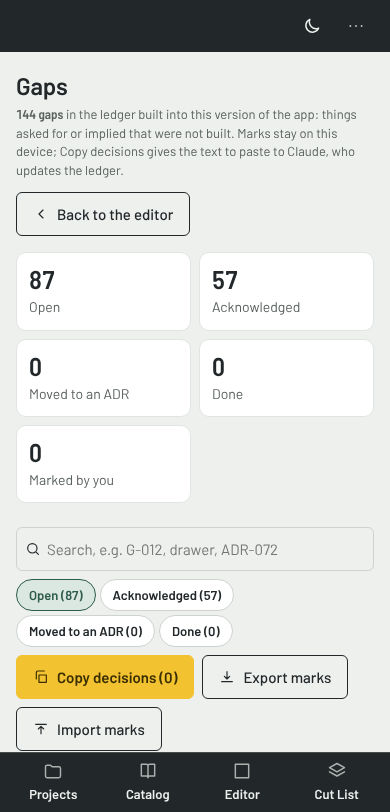 Gaps
144 gaps in the ledger built into this version of the app: things
asked for or implied that were not built. Marks stay on this
device; Copy decisions gives the text to paste to Claude, who
updates the ledger.
Back to the editor
87
Open
57
Acknowledged
0
Moved to an ADR
0
Done
0
Marked by you
Search, e.g. G-012, drawer, ADR-072
Open (87)
Acknowledged (57)
Moved to an ADR (0)
Done (0)
Copy decisions (0)
Export marks
Import marks
Projects
Catalog
Editor
Cut List